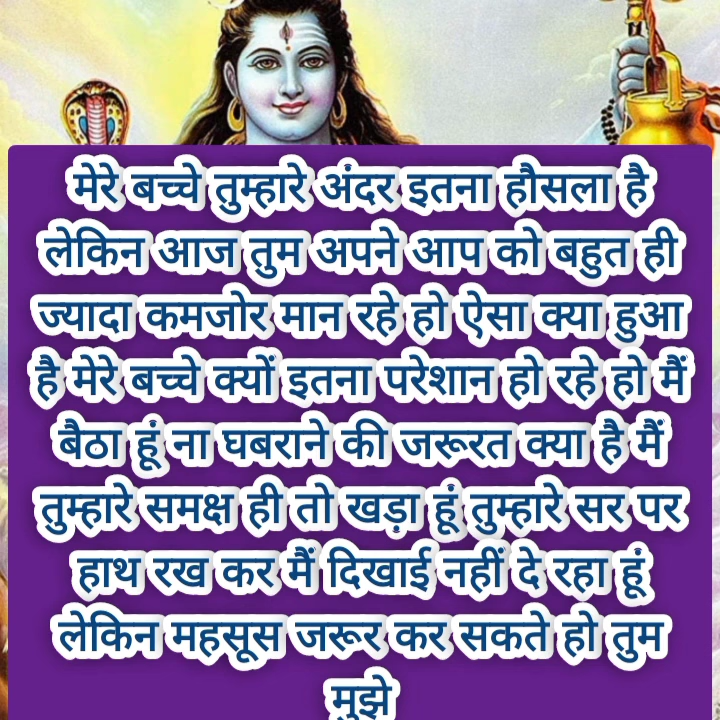 मेरे बच्चे तुम्हारे अंदर इतना हौसला है
लेकिन आज तुम अपने आप को बहुत ही
ज्यादा कमजोर मान रहे हो ऐसा क्या हुआ
है मेरे बच्चे क्यों इतना परेशान हो रहे हो मैं
बैठा हूं ना घबराने की जरूरत क्या है मैं
तुम्हारे समक्ष ही तो खड़ा हूं तुम्हारे सर पर
हाथ रख कर मैं दिखाई नहीं दे रहा हूं
लेकिन महसूस जरूर कर सकते हो तुम
मुझे